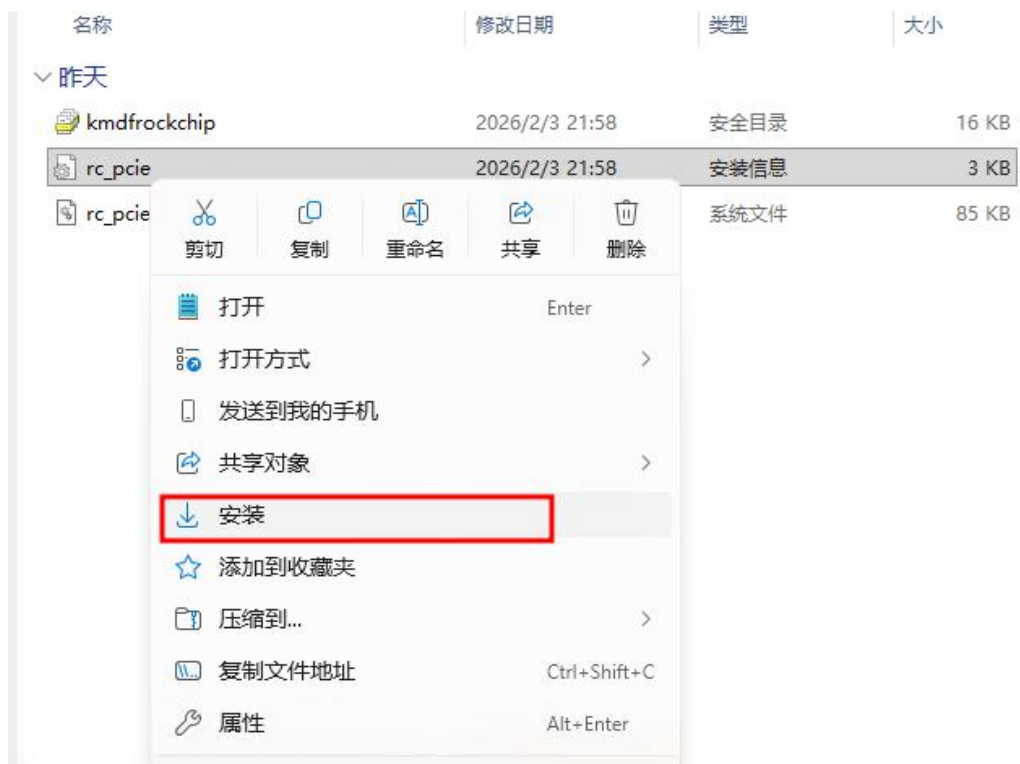 名称 修改日期 类型 大小
昨天
kmdfrockchip 2026/2/3 21:58 安全目录 16 KB
rc_pcie 2026/2/3 21:58 安装信息 3 KB
rc_pcie 系统文件 85 KB
剪切 复制 重命名 共享 删除
打开 Enter
打开方式
发送到我的手机
共享对象
安装
添加到收藏夹
压缩到...
复制文件地址 Ctrl+Shift+C
属性 Alt+Enter